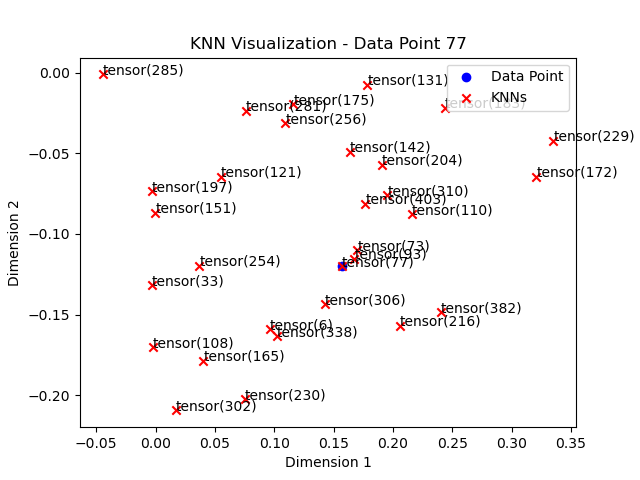 KNN Visualization - Data Point 77
tensor(285)
Data Point
tensor(131)
KNNs
tensor(175)
tensor(281)
tensor(183)
tensor(256)
tensor(229)
tensor(142)
tensor(204)
tensor(121)
tensor(172)
tensor(197)
tensor(310)
tensor(403)
tensor(151)
tensor(110)
tensor(73)
tensor(93)
tensor(254)
tensor(77)
tensor(33)
tensor(306)
tensor(382)
tensor(6)
tensor(216)
tensor(338)
tensor(108)
tensor(165)
tensor(230)
tensor(302)
0.00
−0.05
−0.10
−0.15
−0.20
Dimension 2
−0.05 0.00 0.05 0.10 0.15 0.20 0.25 0.30 0.35
Dimension 1